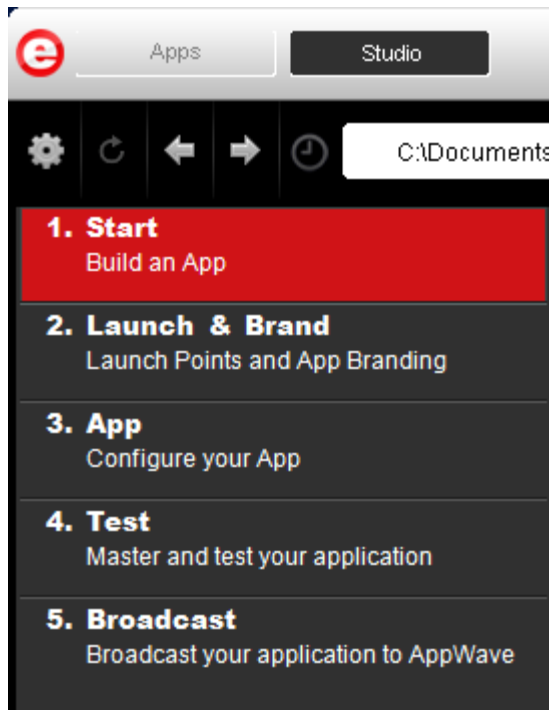 e
Apps Studio
C:\Documents
1. Start
Build an App
2. Launch & Brand
Launch Points and App Branding
3. App
Configure your App
4. Test
Master and test your application
5. Broadcast
Broadcast your application to AppWave